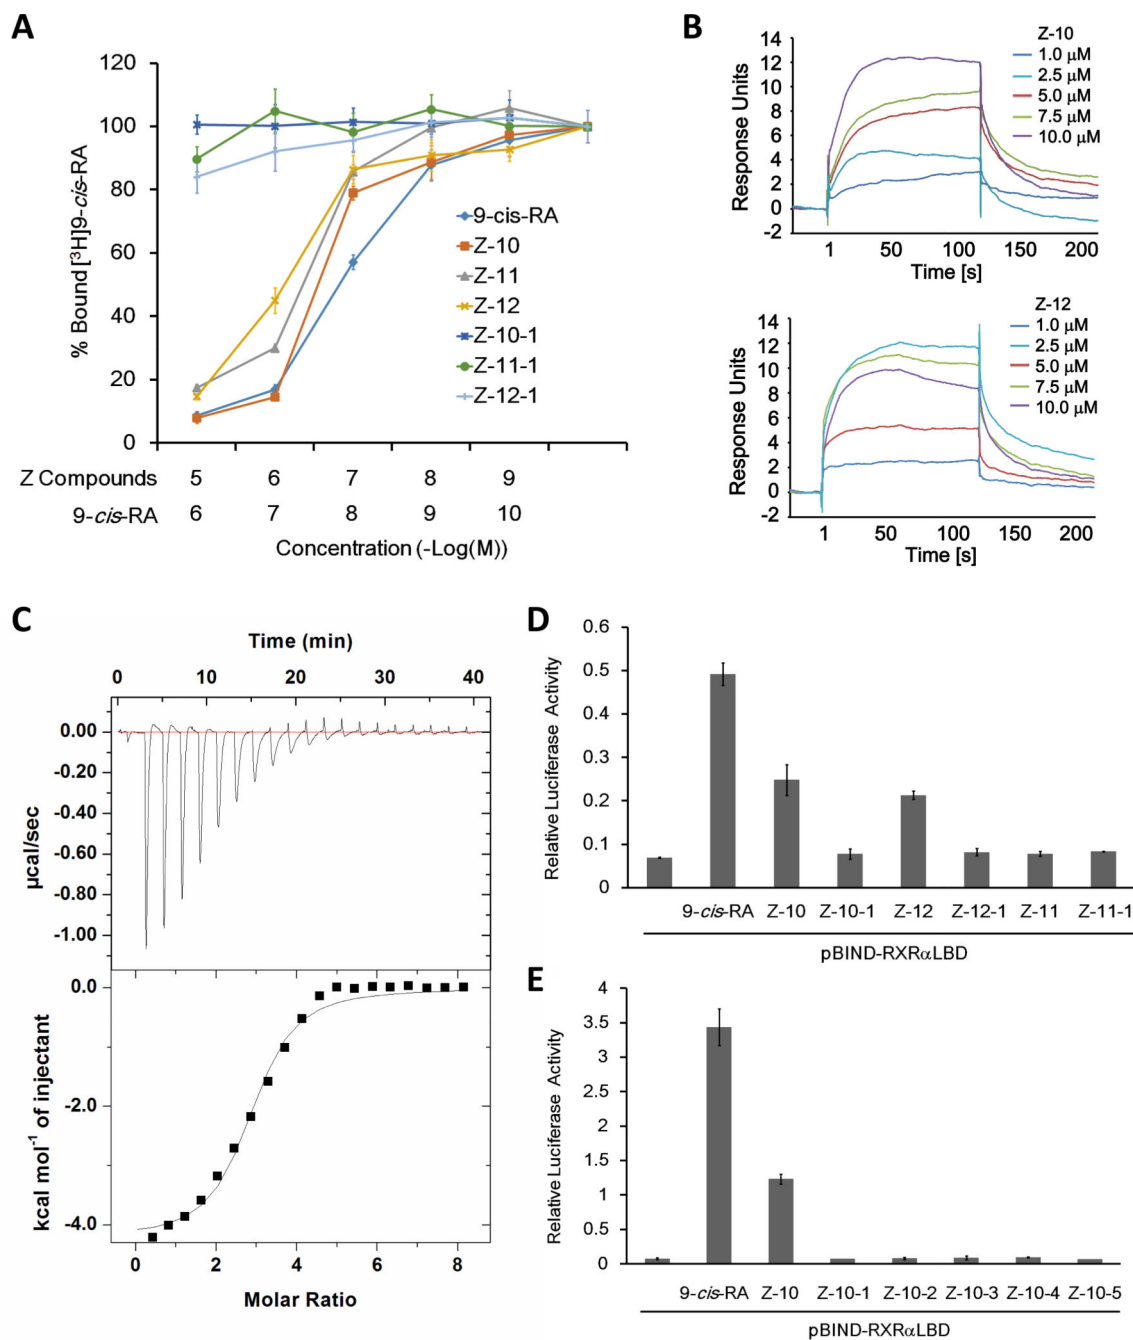 A
120
100
80
60
40
20
0
% Bound [³H]9-cis-RA
9-cis-RA
Z-10
Z-11
Z-12
Z-10-1
Z-11-1
Z-12-1
Z Compounds 5 6 7 8 9
9-cis-RA 6 7 8 9 10
Concentration (-Log(M))
B
14
12
10
8
6
4
2
0
-2
Response Units
Z-10
1.0 µM
2.5 µM
5.0 µM
7.5 µM
10.0 µM
1 50 100 150 200
Time [s]
14
12
10
8
6
4
2
0
-2
Response Units
Z-12
1.0 µM
2.5 µM
5.0 µM
7.5 µM
10.0 µM
1 50 100 150 200
Time [s]
C
Time (min)
0 10 20 30 40
0.00
-0.20
-0.40
-0.60
-0.80
-1.00
µcal/sec
0.0
-2.0
-4.0
kcal mol⁻¹ of injectant
0 2 4 6 8
Molar Ratio
D
0.6
0.5
0.4
0.3
0.2
0.1
0
Relative Luciferase Activity
9-cis-RA Z-10 Z-10-1 Z-12 Z-12-1 Z-11 Z-11-1
pBIND-RXRαLBD
E
4
3.5
3
2.5
2
1.5
1
0.5
0
Relative Luciferase Activity
9-cis-RA Z-10 Z-10-1 Z-10-2 Z-10-3 Z-10-4 Z-10-5
pBIND-RXRαLBD